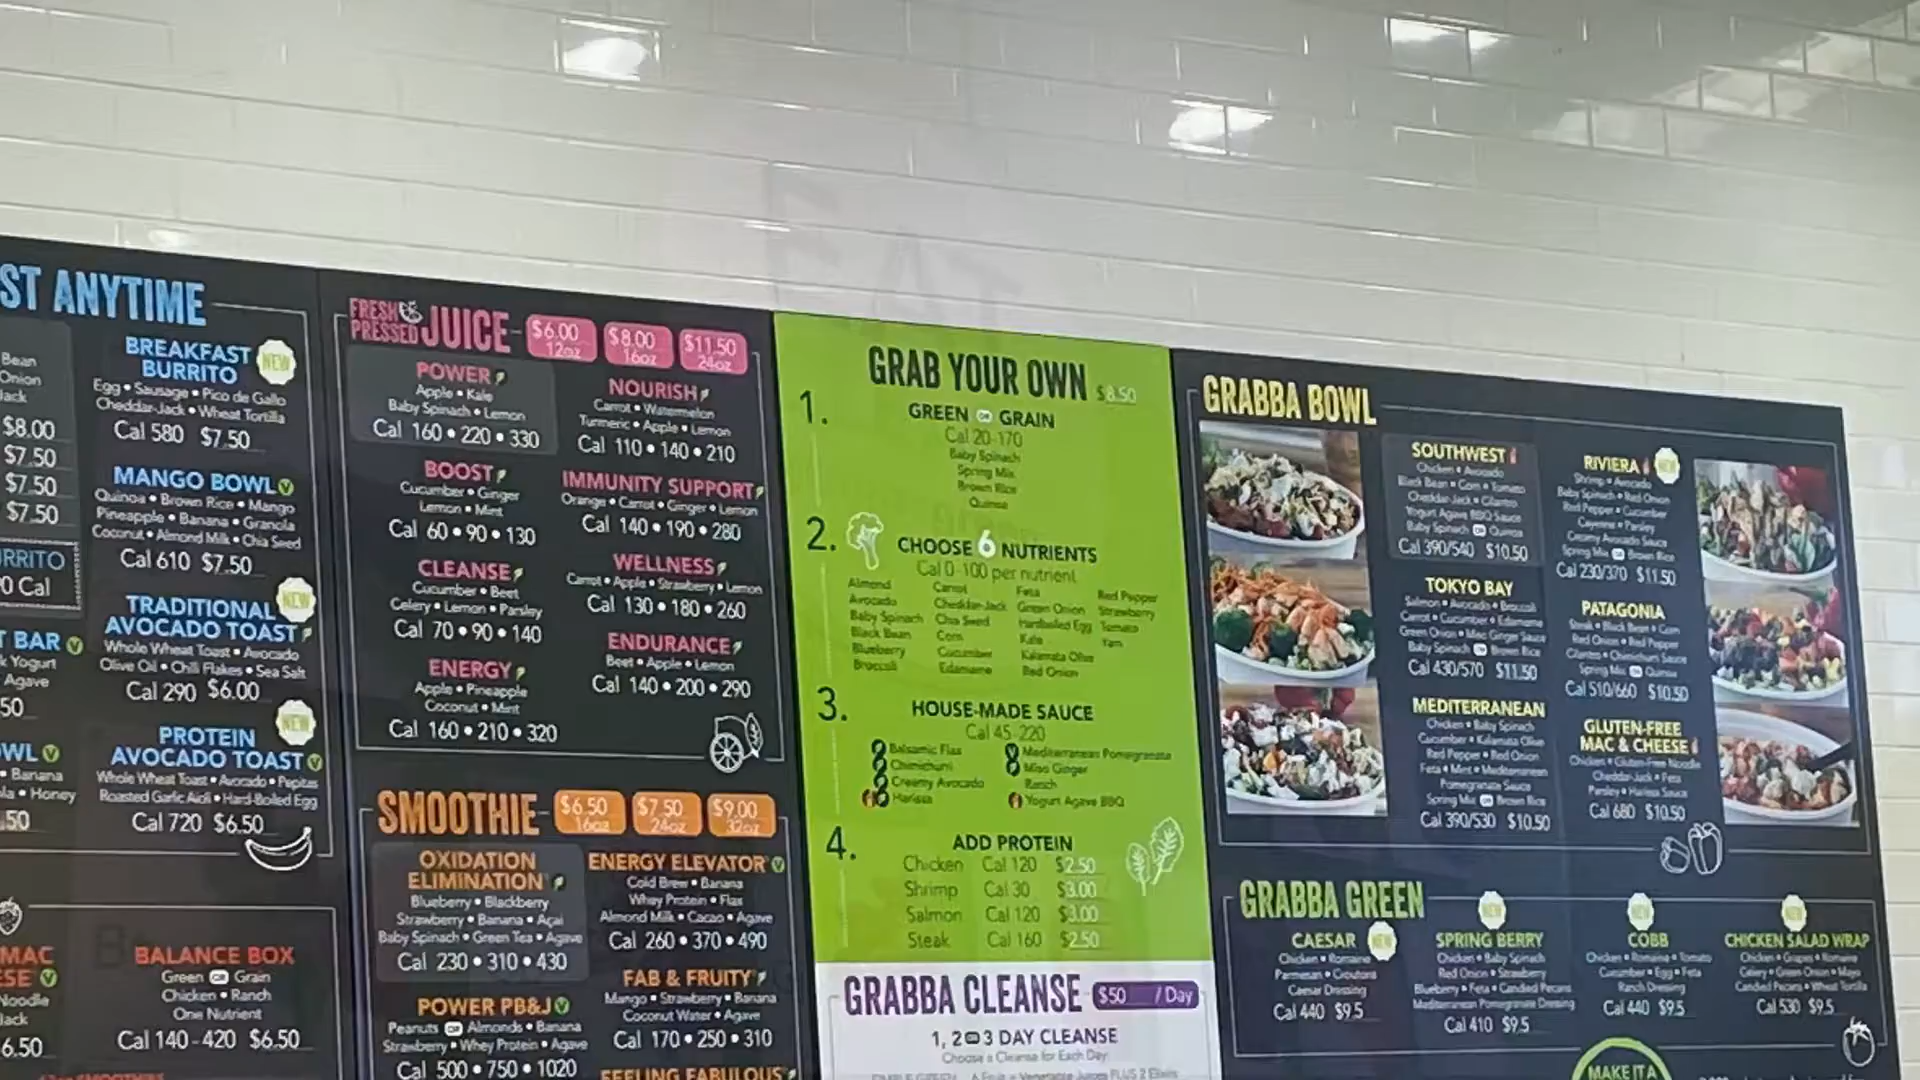 ST ANYTIME
Bean
Onion
Jack
$8.00
$7.50
$7.50
$7.50
BREAKFAST
BURRITO
NEW
Egg • Sausage • Pico de Gallo
Cheddar-Jack • Wheat Tortilla
Cal 580 $7.50
MANGO BOWL V
Quinoa • Brown Rice • Mango
Pineapple • Banana • Granola
Coconut • Almond Milk • Chia Seed
Cal 610 $7.50
RRITO
0 Cal
TRADITIONAL
AVOCADO TOAST
NEW
Whole Wheat Toast • Avocado
Olive Oil • Chili Flakes • Sea Salt
Cal 290 $6.00
T BAR V
k Yogurt
Agave
50
PROTEIN
AVOCADO TOAST V
NEW
Whole Wheat Toast • Avocado • Pepitas
Roasted Garlic Aioli • Hard-Boiled Egg
Cal 720 $6.50
OWL V
• Banana
la • Honey
.50
MAC
ESE V
Noodle
Jack
6.50
BALANCE BOX
Green OR Grain
Chicken • Ranch
One Nutrient
Cal 140-420 $6.50
FRESH
PRESSED JUICE
$6.00 12oz
$8.00 16oz
$11.50 24oz
POWER
Apple • Kale
Baby Spinach • Lemon
Cal 160 • 220 • 330
BOOST
Cucumber • Ginger
Lemon • Mint
Cal 60 • 90 • 130
CLEANSE
Cucumber • Beet
Celery • Lemon • Parsley
Cal 70 • 90 • 140
ENERGY
Apple • Pineapple
Coconut • Mint
Cal 160 • 210 • 320
NOURISH
Carrot • Watermelon
Turmeric • Apple • Lemon
Cal 110 • 140 • 210
IMMUNITY SUPPORT
Orange • Carrot • Ginger • Lemon
Cal 140 • 190 • 280
WELLNESS
Carrot • Apple • Strawberry • Lemon
Cal 130 • 180 • 260
ENDURANCE
Beet • Apple • Lemon
Cal 140 • 200 • 290
SMOOTHIE
$6.50 16oz
$7.50 24oz
$9.00 32oz
OXIDATION
ELIMINATION
Blueberry • Blackberry
Strawberry • Banana • Açai
Baby Spinach • Green Tea • Agave
Cal 230 • 310 • 430
POWER PB&J V
Peanuts OR Almonds • Banana
Strawberry • Whey Protein • Agave
Cal 500 • 750 • 1020
ENERGY ELEVATOR V
Cold Brew • Banana
Whey Protein • Flax
Almond Milk • Cacao • Agave
Cal 260 • 370 • 490
FAB & FRUITY
Mango • Strawberry • Banana
Coconut Water • Agave
Cal 170 • 250 • 310
FEELING FABULOUS
GRAB YOUR OWN $8.50
1.
GREEN OR GRAIN
Cal 20-170
Baby Spinach
Spring Mix
Brown Rice
Quinoa
2.
CHOOSE 6 NUTRIENTS
Cal 0-100 per nutrient
Almond
Avocado
Baby Spinach
Black Bean
Blueberry
Broccoli
Carrot
Cheddar-Jack
Chia Seed
Corn
Cucumber
Edamame
Feta
Green Onion
Hardboiled Egg
Kale
Kalamata Olive
Red Onion
Red Pepper
Strawberry
Tomato
Yam
3.
HOUSE-MADE SAUCE
Cal 45-220
Balsamic Flax
Chimichurri
Creamy Avocado
Harissa
Mediterranean Pomegranate
Miso Ginger
Ranch
Yogurt Agave BBQ
4.
ADD PROTEIN
Chicken Cal 120 $2.50
Shrimp Cal 30 $3.00
Salmon Cal 120 $3.00
Steak Cal 160 $2.50
GRABBA CLEANSE $50 / Day
1, 2 OR 3 DAY CLEANSE
Choose a Cleanse for Each Day:
GRABBA BOWL
SOUTHWEST
Chicken • Avocado
Black Bean • Corn • Tomato
Cheddar-Jack • Cilantro
Yogurt Agave BBQ Sauce
Baby Spinach OR Quinoa
Cal 390/540 $10.50
TOKYO BAY
Salmon • Avocado • Broccoli
Carrot • Cucumber • Edamame
Green Onion • Miso Ginger Sauce
Baby Spinach OR Brown Rice
Cal 430/570 $11.50
MEDITERRANEAN
Chicken • Baby Spinach
Cucumber • Kalamata Olive
Red Pepper • Red Onion
Feta • Mint • Mediterranean
Pomegranate Sauce
Spring Mix OR Brown Rice
Cal 390/530 $10.50
RIVIERA
NEW
Shrimp • Avocado
Baby Spinach • Red Onion
Red Pepper • Cucumber
Cayenne • Parsley
Creamy Avocado Sauce
Spring Mix OR Brown Rice
Cal 230/370 $11.50
PATAGONIA
Steak • Black Bean • Corn
Red Onion • Red Pepper
Cilantro • Chimichurri Sauce
Spring Mix OR Quinoa
Cal 510/660 $10.50
GLUTEN-FREE
MAC & CHEESE
Chicken • Gluten-Free Noodle
Cheddar-Jack • Feta
Parsley • Harissa Sauce
Cal 680 $10.50
GRABBA GREEN
CAESAR
NEW
Chicken • Romaine
Parmesan • Croutons
Caesar Dressing
Cal 440 $9.5
NEW
SPRING BERRY
Chicken • Baby Spinach
Red Onion • Strawberry
Blueberry • Feta • Candied Pecans
Mediterranean Pomegranate Dressing
Cal 410 $9.5
NEW
COBB
Chicken • Romaine • Tomato
Cucumber • Egg • Feta
Ranch Dressing
Cal 440 $9.5
NEW
CHICKEN SALAD WRAP
Chicken • Grapes • Romaine
Celery • Green Onion • Mayo
Candied Pecans • Wheat Tortilla
Cal 530 $9.5
MAKE IT A